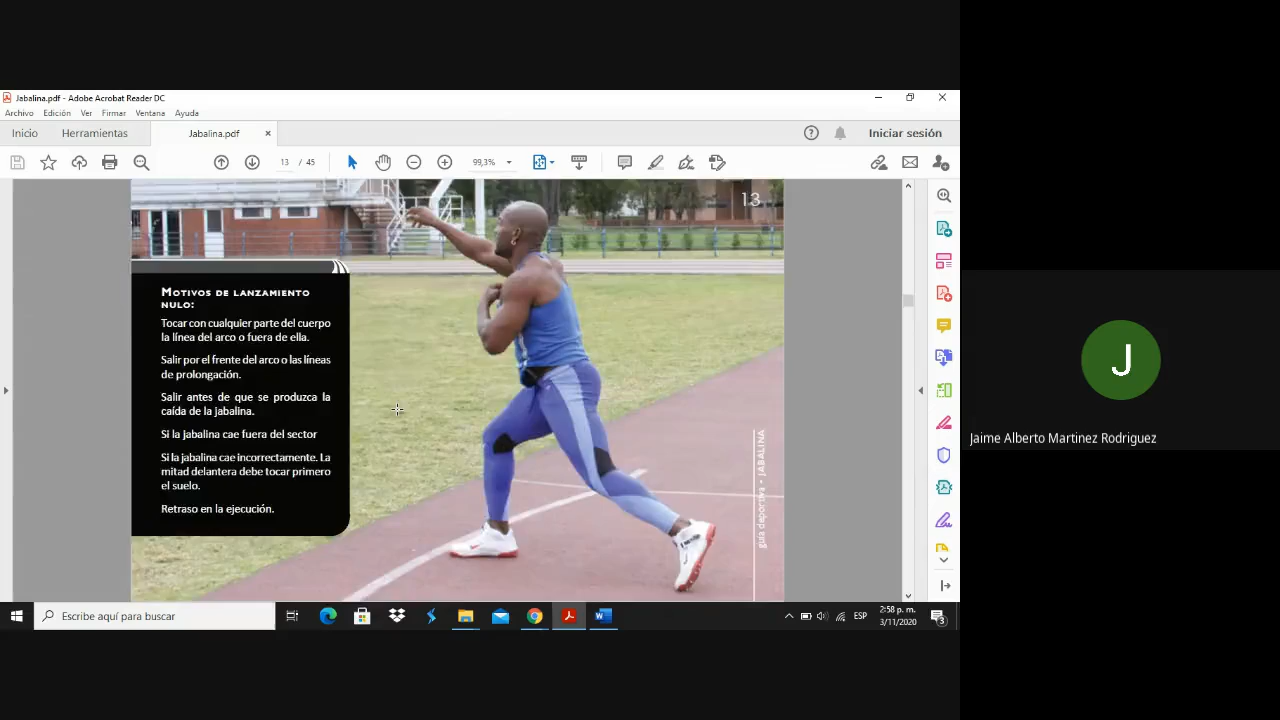 Jabalina.pdf - Adobe Acrobat Reader DC
Archivo Edición Ver Firmar Ventana Ayuda
Inicio Herramientas Jabalina.pdf × Iniciar sesión
13 / 45 99,3%
13
MOTIVOS DE LANZAMIENTO
NULO:
Tocar con cualquier parte del cuerpo
la línea del arco o fuera de ella.
Salir por el frente del arco o las líneas
de prolongación.
Salir antes de que se produzca la
caída de la jabalina.
Si la jabalina cae fuera del sector
Si la jabalina cae incorrectamente. La
mitad delantera debe tocar primero
el suelo.
Retraso en la ejecución.
guía deportiva • JABALINA
J
Jaime Alberto Martinez Rodriguez
Escribe aquí para buscar
ESP
2:58 p. m.
3/11/2020
3